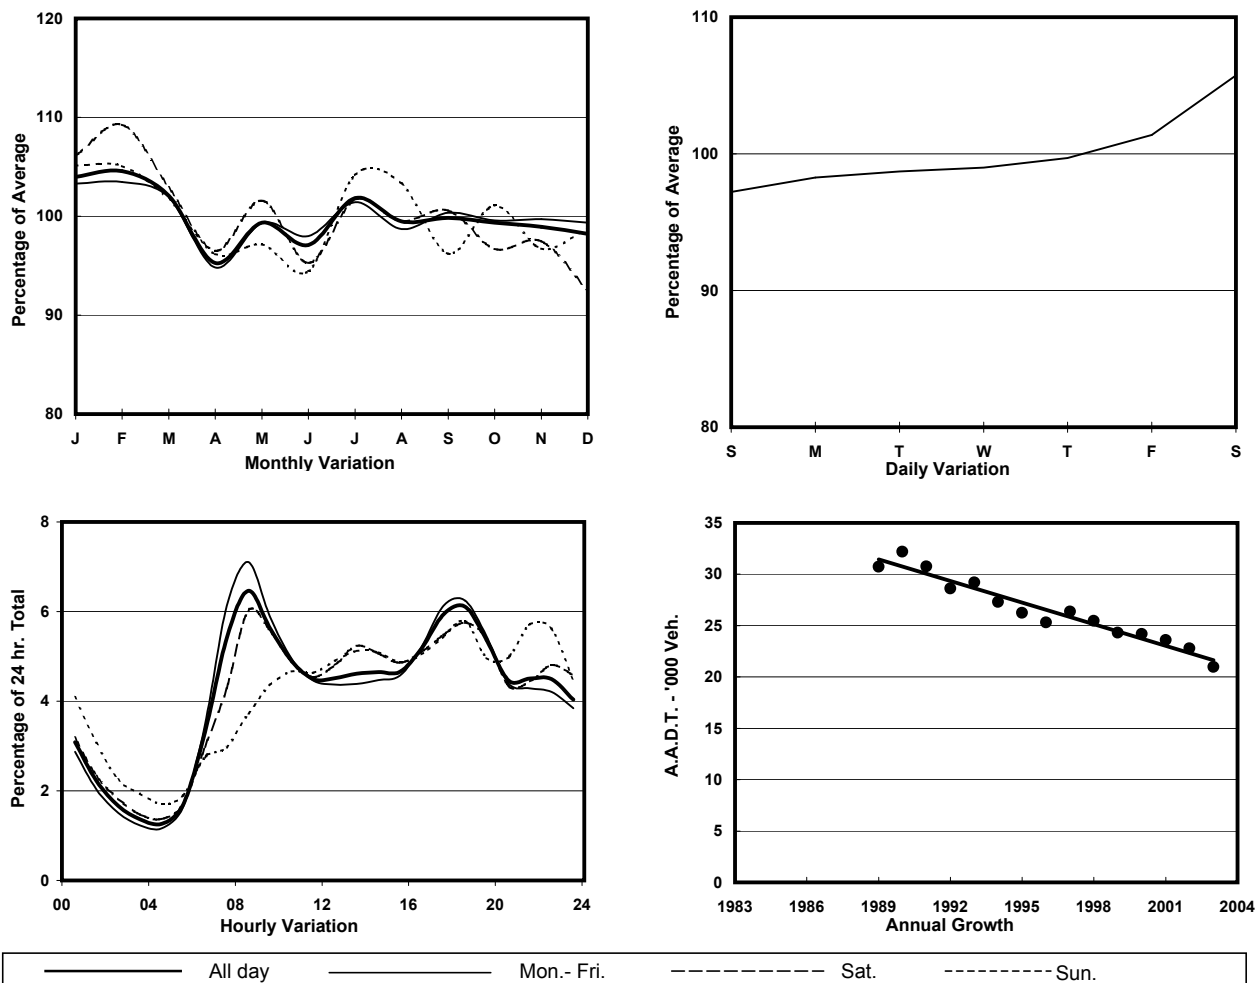 120
110
100
90
80
Percentage of Average
J F M A M J J A S O N D
Monthly Variation
110
100
90
80
Percentage of Average
S M T W T F S
Daily Variation
8
6
4
2
0
Percentage of 24 hr. Total
00 04 08 12 16 20 24
Hourly Variation
35
30
25
20
15
10
5
0
A.A.D.T. - '000 Veh.
1983 1986 1989 1992 1995 1998 2001 2004
Annual Growth
All day Mon.- Fri. Sat. Sun.